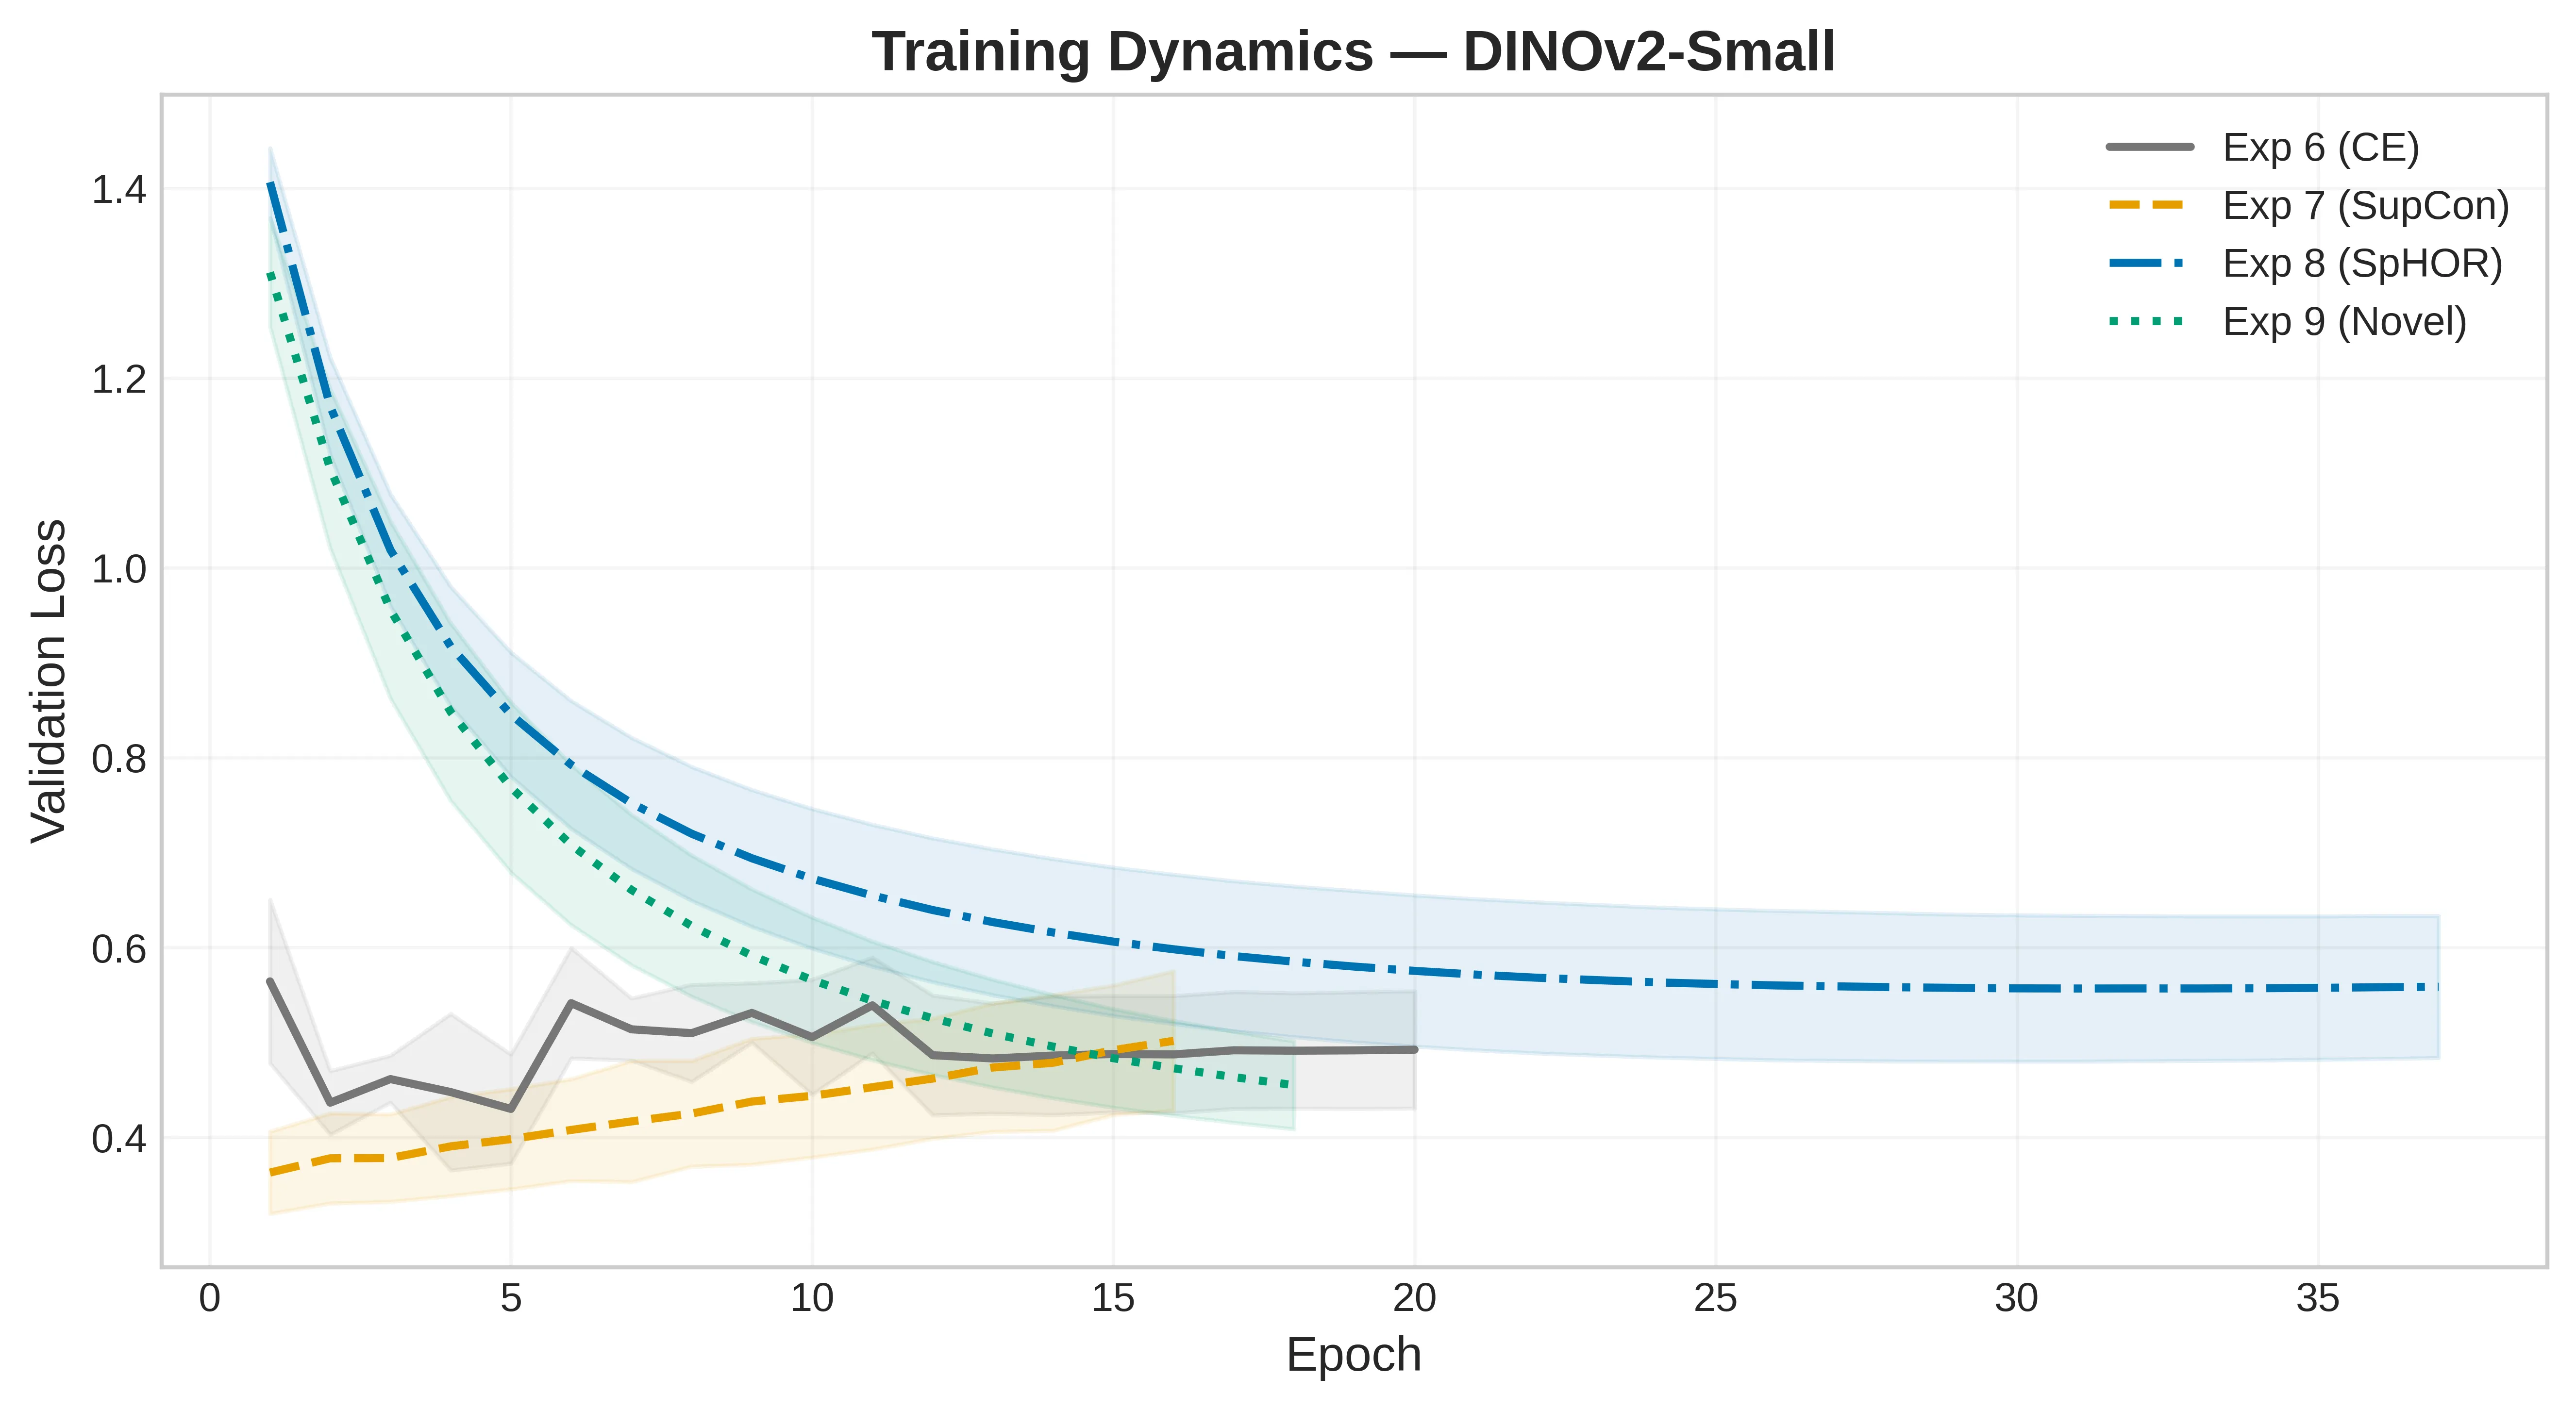 Training Dynamics — DINOv2-Small
Exp 6 (CE)
Exp 7 (SupCon)
Exp 8 (SpHOR)
Exp 9 (Novel)
Validation Loss
1.4
1.2
1.0
0.8
0.6
0.4
0 5 10 15 20 25 30 35
Epoch